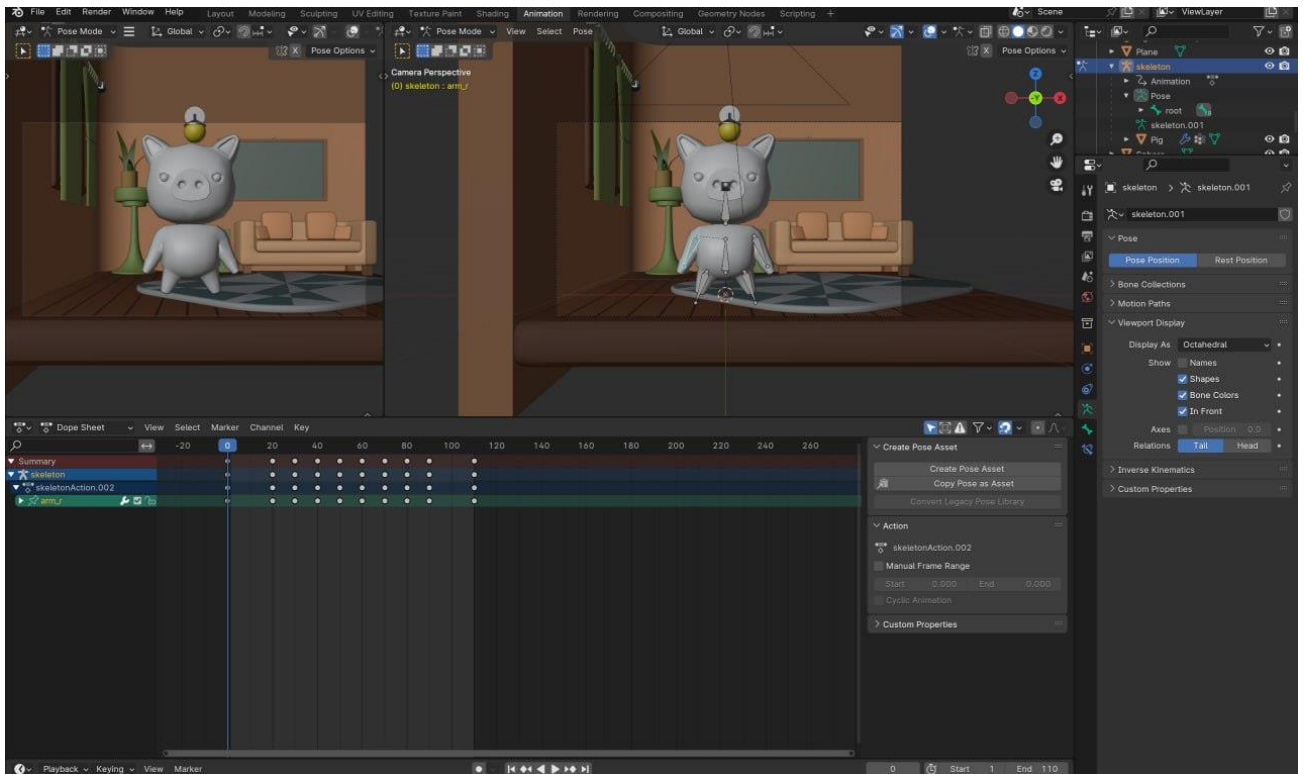 File Edit Render Window Help Layout Modeling Sculpting UV Editing Texture Paint Shading Animation Rendering Compositing Geometry Nodes Scripting + Scene ViewLayer
Pose Mode Global
Pose Options
Pose Mode View Select Pose Global
Pose Options
Camera Perspective
(0) skeleton : arm_r
Z
-Y
X
Plane
skeleton
Animation
Pose
root
skeleton.001
Pig
skeleton > skeleton.001
skeleton.001
Pose
Pose Position Rest Position
Bone Collections
Motion Paths
Viewport Display
Display As Octahedral
Show Names
Shapes
Bone Colors
In Front
Axes Position 0.0
Relations Tail Head
Inverse Kinematics
Custom Properties
Dope Sheet View Select Marker Channel Key
-20 0 20 40 60 80 100 120 140 160 180 200 220 240 260
Summary
skeleton
skeletonAction.002
arm_r
Create Pose Asset
Create Pose Asset
Copy Pose as Asset
Convert Legacy Pose Library
Action
skeletonAction.002
Manual Frame Range
Start 0.000 End 0.000
Cyclic Animation
Custom Properties
Playback Keying View Marker 0 Start 1 End 110